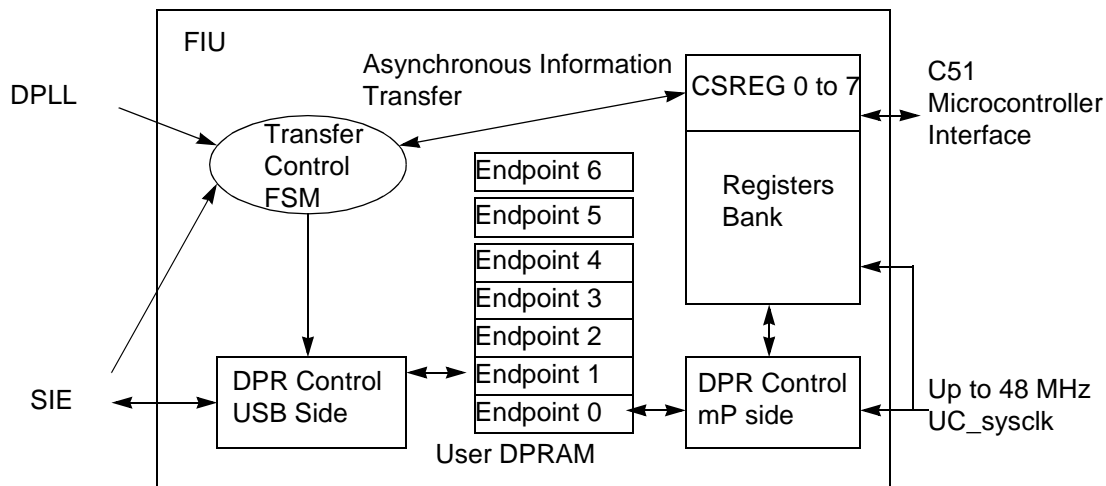 FIU
DPLL
Asynchronous Information
Transfer
CSREG 0 to 7
C51
Microcontroller
Interface
Transfer
Control
FSM
Registers
Bank
Endpoint 6
Endpoint 5
Endpoint 4
Endpoint 3
Endpoint 2
Endpoint 1
Endpoint 0
User DPRAM
SIE
DPR Control
USB Side
DPR Control
mP side
Up to 48 MHz
UC_sysclk